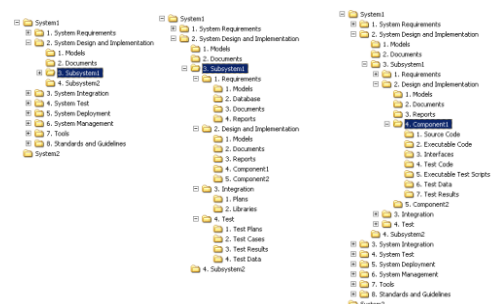 System1
1. System Requirements
2. System Design and Implementation
1. Models
2. Documents
3. Subsystem1
4. Subsystem2
3. System Integration
4. System Test
5. System Deployment
6. System Management
7. Tools
8. Standards and Guidelines
System2
System1
1. System Requirements
2. System Design and Implementation
1. Models
2. Documents
3. Subsystem1
1. Requirements
1. Models
2. Database
3. Documents
4. Reports
2. Design and Implementation
1. Models
2. Documents
3. Reports
4. Component1
5. Component2
3. Integration
1. Plans
2. Libraries
4. Test
1. Test Plans
2. Test Cases
3. Test Results
4. Test Data
4. Subsystem2
System1
1. System Requirements
2. System Design and Implementation
1. Models
2. Documents
3. Subsystem1
1. Requirements
2. Design and Implementation
1. Models
2. Documents
3. Reports
4. Component1
1. Source Code
2. Executable Code
3. Interfaces
4. Test Code
5. Executable Test Scripts
6. Test Data
7. Test Results
5. Component2
3. Integration
4. Test
4. Subsystem2
3. System Integration
4. System Test
5. System Deployment
6. System Management
7. Tools
8. Standards and Guidelines
System2